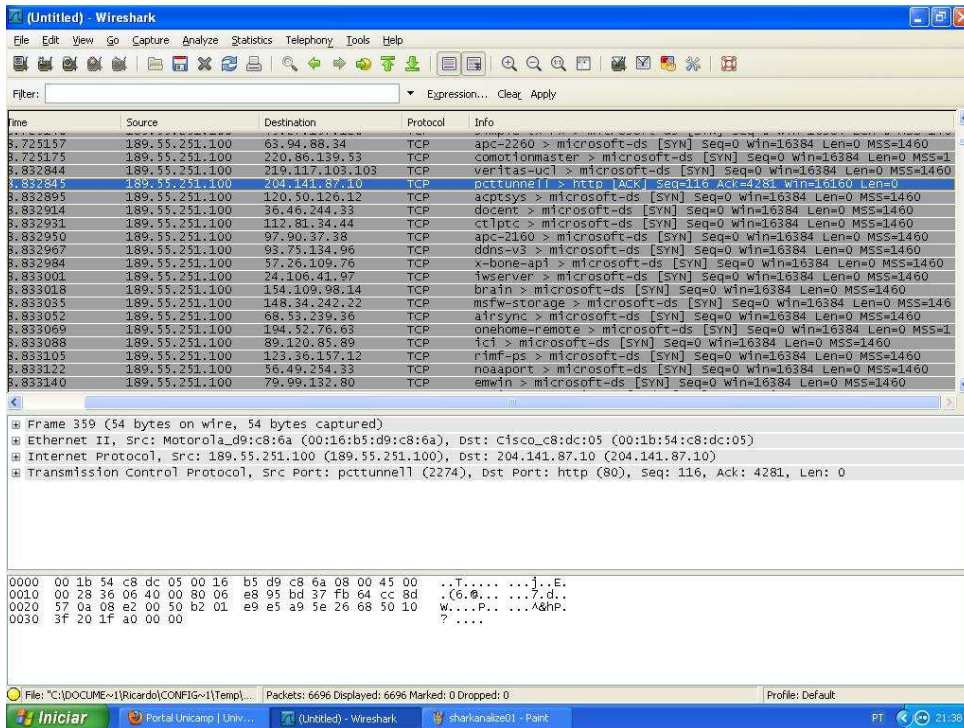 (Untitled) - Wireshark
File Edit View Go Capture Analyze Statistics Telephony Tools Help
Filter: Expression... Clear Apply
Time Source Destination Protocol Info
3.725157 189.55.251.100 63.94.88.34 TCP apc-2260 > microsoft-ds [SYN] Seq=0 Win=16384 Len=0 MSS=1460
3.725175 189.55.251.100 220.86.139.53 TCP comotionmaster > microsoft-ds [SYN] Seq=0 Win=16384 Len=0 MSS=1
3.832844 189.55.251.100 219.117.103.103 TCP veritas-ucl > microsoft-ds [SYN] Seq=0 Win=16384 Len=0 MSS=1460
3.832845 189.55.251.100 204.141.87.10 TCP pcttunnell > http [ACK] Seq=116 Ack=4281 Win=16160 Len=0
3.832895 189.55.251.100 120.50.126.12 TCP acptsys > microsoft-ds [SYN] Seq=0 Win=16384 Len=0 MSS=1460
3.832914 189.55.251.100 36.46.244.33 TCP docent > microsoft-ds [SYN] Seq=0 Win=16384 Len=0 MSS=1460
3.832931 189.55.251.100 112.81.34.44 TCP ctlptc > microsoft-ds [SYN] Seq=0 Win=16384 Len=0 MSS=1460
3.832950 189.55.251.100 97.90.37.38 TCP apc-2160 > microsoft-ds [SYN] Seq=0 Win=16384 Len=0 MSS=1460
3.832967 189.55.251.100 93.75.134.96 TCP ddns-v3 > microsoft-ds [SYN] Seq=0 Win=16384 Len=0 MSS=1460
3.832984 189.55.251.100 57.26.109.76 TCP x-bone-api > microsoft-ds [SYN] Seq=0 Win=16384 Len=0 MSS=1460
3.833001 189.55.251.100 24.106.41.97 TCP iwserver > microsoft-ds [SYN] Seq=0 Win=16384 Len=0 MSS=1460
3.833018 189.55.251.100 154.109.98.14 TCP brain > microsoft-ds [SYN] Seq=0 Win=16384 Len=0 MSS=1460
3.833035 189.55.251.100 148.34.242.22 TCP msfw-storage > microsoft-ds [SYN] Seq=0 Win=16384 Len=0 MSS=146
3.833052 189.55.251.100 68.53.239.36 TCP airsync > microsoft-ds [SYN] Seq=0 Win=16384 Len=0 MSS=1460
3.833069 189.55.251.100 194.52.76.63 TCP onehome-remote > microsoft-ds [SYN] Seq=0 Win=16384 Len=0 MSS=1
3.833088 189.55.251.100 89.120.85.89 TCP ici > microsoft-ds [SYN] Seq=0 Win=16384 Len=0 MSS=1460
3.833105 189.55.251.100 123.36.157.12 TCP rimf-ps > microsoft-ds [SYN] Seq=0 Win=16384 Len=0 MSS=1460
3.833122 189.55.251.100 56.49.254.33 TCP noaaport > microsoft-ds [SYN] Seq=0 Win=16384 Len=0 MSS=1460
3.833140 189.55.251.100 79.99.132.80 TCP emwin > microsoft-ds [SYN] Seq=0 Win=16384 Len=0 MSS=1460
Frame 359 (54 bytes on wire, 54 bytes captured)
Ethernet II, Src: Motorola_d9:c8:6a (00:16:b5:d9:c8:6a), Dst: Cisco_c8:dc:05 (00:1b:54:c8:dc:05)
Internet Protocol, Src: 189.55.251.100 (189.55.251.100), Dst: 204.141.87.10 (204.141.87.10)
Transmission Control Protocol, Src Port: pcttunnell (2274), Dst Port: http (80), Seq: 116, Ack: 4281, Len: 0
0000 00 1b 54 c8 dc 05 00 16 b5 d9 c8 6a 08 00 45 00 ..T..... ...j..E.
0010 00 28 36 06 40 00 80 06 e8 95 bd 37 fb 64 cc 8d .(6.@... ...7.d..
0020 57 0a 08 e2 00 50 b2 01 e9 e5 a9 5e 26 68 50 10 W....P.. ...^&hP.
0030 3f 20 1f a0 00 00 ? ....
File: "C:\DOCUME~1\Ricardo\CONFIG~1\Temp\... Packets: 6696 Displayed: 6696 Marked: 0 Dropped: 0 Profile: Default
Iniciar Portal Unicamp | Univ... (Untitled) - Wireshark sharkanalize01 - Paint PT 21:38